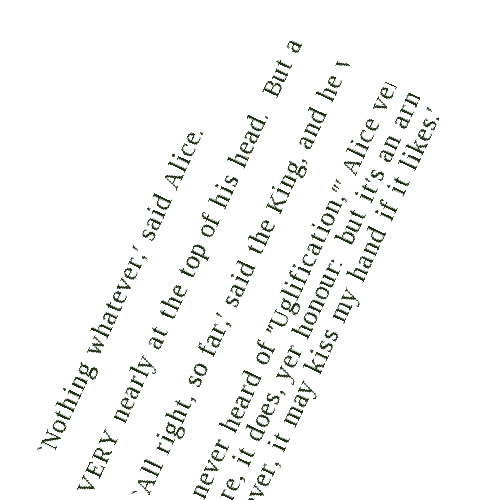 `Nothing whatever,' said Alice.
VERY nearly at the top of his head.  But a
`All right, so far,' said the King, and he
never heard of "Uglification,"' Alice ve
re, it does, yer honour:  but it's an arn
ver, it may kiss my hand if it likes.'